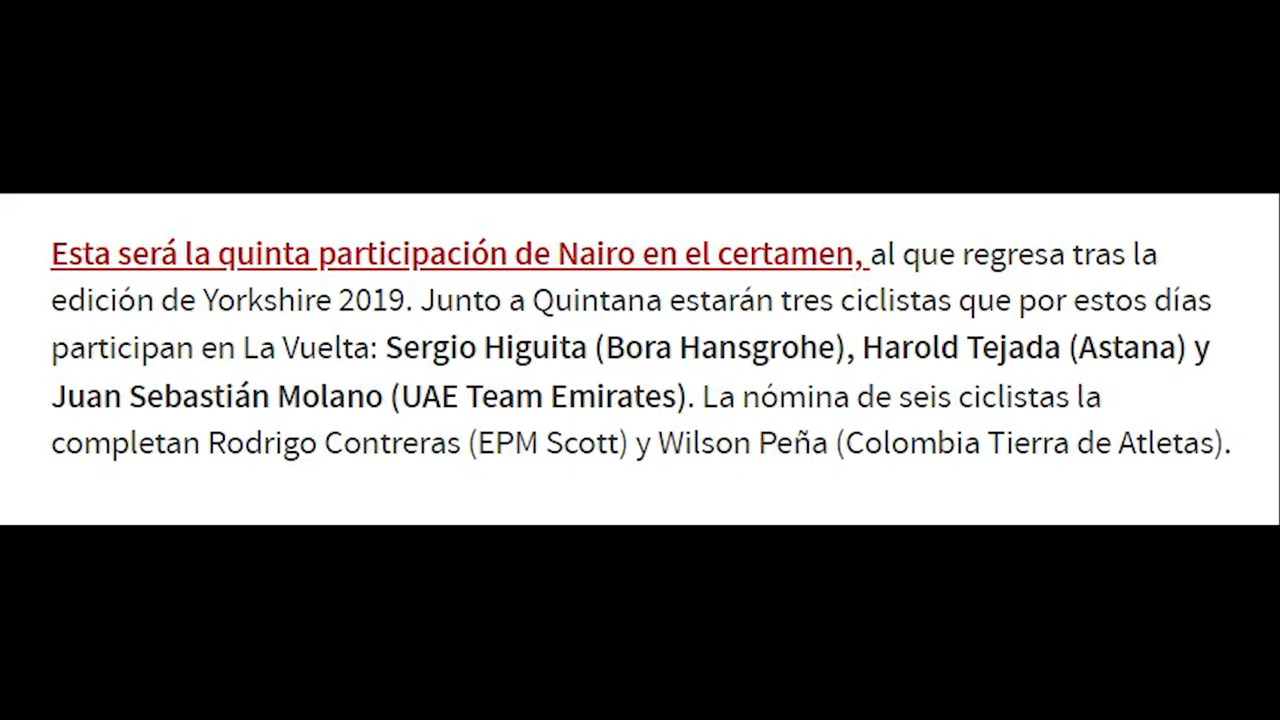 Esta será la quinta participación de Nairo en el certamen, al que regresa tras la
edición de Yorkshire 2019. Junto a Quintana estarán tres ciclistas que por estos días
participan en La Vuelta: Sergio Higuita (Bora Hansgrohe), Harold Tejada (Astana) y
Juan Sebastián Molano (UAE Team Emirates). La nómina de seis ciclistas la
completan Rodrigo Contreras (EPM Scott) y Wilson Peña (Colombia Tierra de Atletas).